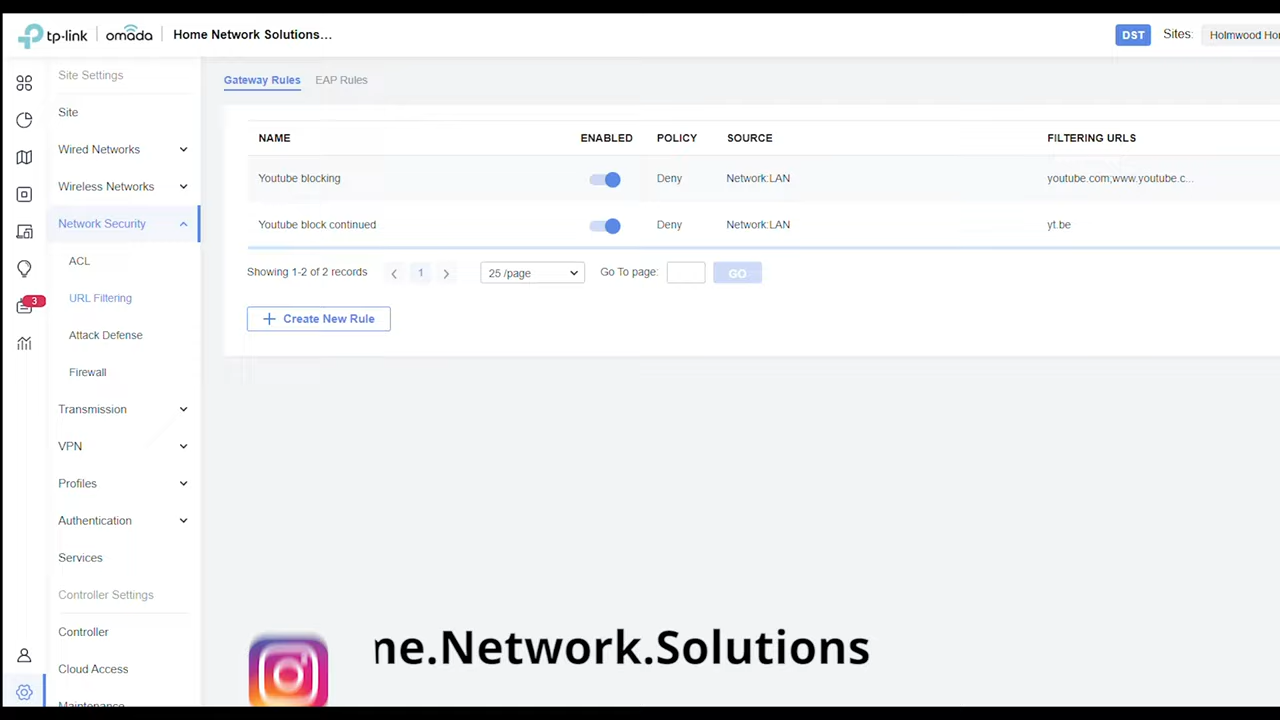 tp-link omada Home Network Solutions... DST Sites: Holmwood Hor
Site Settings
Site
Wired Networks
Wireless Networks
Network Security
ACL
URL Filtering
Attack Defense
Firewall
Transmission
VPN
Profiles
Authentication
Services
Controller Settings
Controller
Cloud Access
Maintenance
3
Gateway Rules EAP Rules
NAME ENABLED POLICY SOURCE FILTERING URLS
Youtube blocking Deny Network:LAN youtube.com;www.youtube.c...
Youtube block continued Deny Network:LAN yt.be
Showing 1-2 of 2 records 1 25 /page Go To page: GO
Create New Rule
me.Network.Solutions